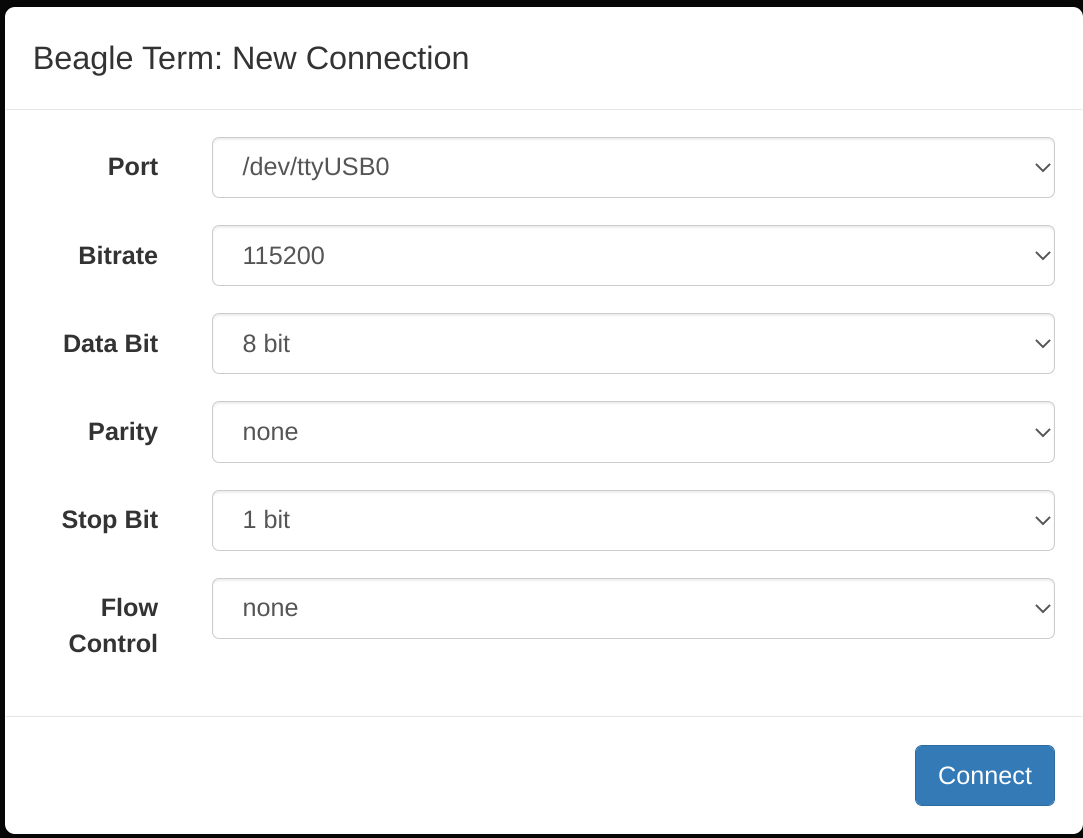 Beagle Term: New Connection
Port /dev/ttyUSB0
Bitrate 115200
Data Bit 8 bit
Parity none
Stop Bit 1 bit
Flow none
Control
Connect